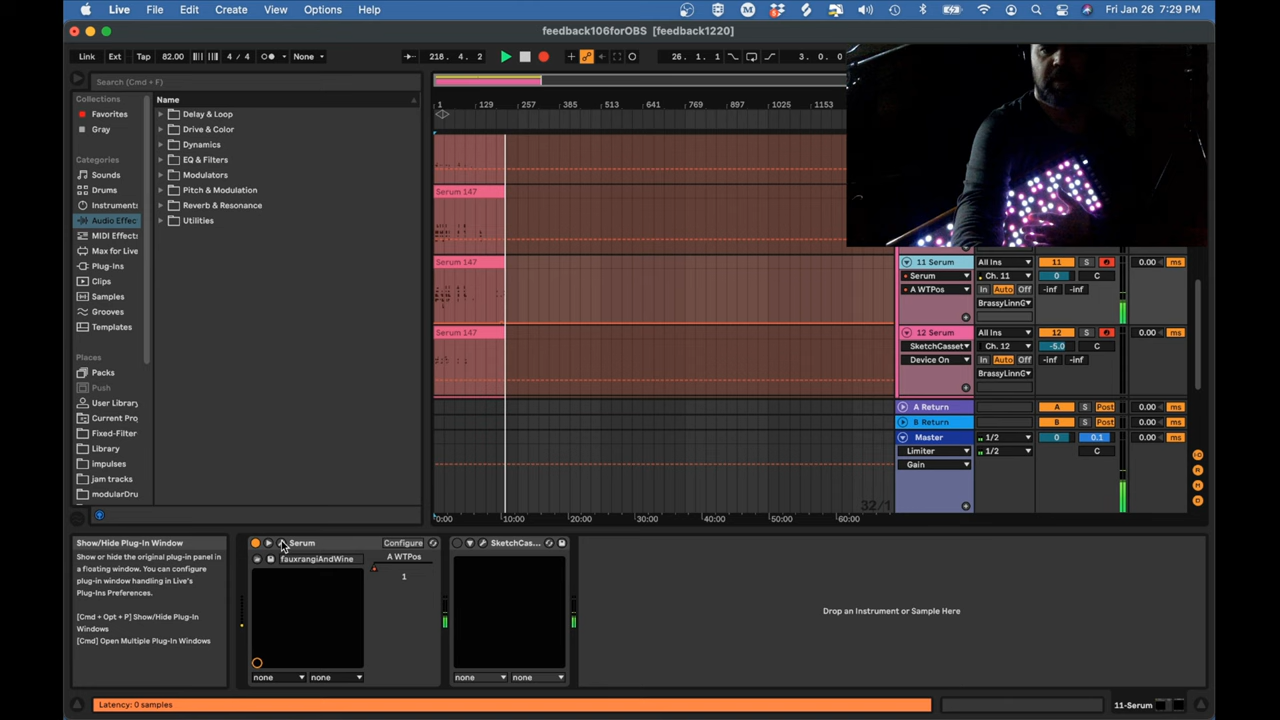 Live File Edit Create View Options Help
Fri Jan 26 7:29 PM
feedback106forOBS [feedback1220]
Link Ext Tap 82.00 4 / 4 None
218. 4. 2
26. 1. 1
3. 0. 0
Search (Cmd + F)
Collections
Favorites
Gray
Categories
Sounds
Drums
Instruments
Audio Effec
MIDI Effects
Max for Live
Plug-Ins
Clips
Samples
Grooves
Templates
Places
Packs
Push
User Library
Current Pro
Fixed-Filter
Library
impulses
jam tracks
modularDru
Name
Delay & Loop
Drive & Color
Dynamics
EQ & Filters
Modulators
Pitch & Modulation
Reverb & Resonance
Utilities
1 129 257 385 513 641 769 897 1025 1153
Serum 147
Serum 147
Serum 147
11 Serum All Ins 11 S 0.00 ms
Serum Ch. 11 0 C
A WTPos In Auto Off -inf -inf
BrassyLinnG
12 Serum All Ins 12 S 0.00 ms
SketchCasset Ch. 12 -5.0 C
Device On In Auto Off -inf -inf
BrassyLinnG
A Return A S Post 0.00 ms
B Return B S Post 0.00 ms
Master 1/2 0 0.1 0.00 ms
Limiter 1/2 C
Gain
32/1
0:00 10:00 20:00 30:00 40:00 50:00 60:00
Show/Hide Plug-In Window
Show or hide the original plug-in panel in
a floating window. You can configure
plug-in window handling in Live's
Plug-Ins Preferences.
[Cmd + Opt + P] Show/Hide Plug-In
Windows
[Cmd] Open Multiple Plug-In Windows
Serum Configure
fauxrangiAndWine
A WTPos
1
none none
SketchCas...
none none
Drop an Instrument or Sample Here
Latency: 0 samples
11-Serum